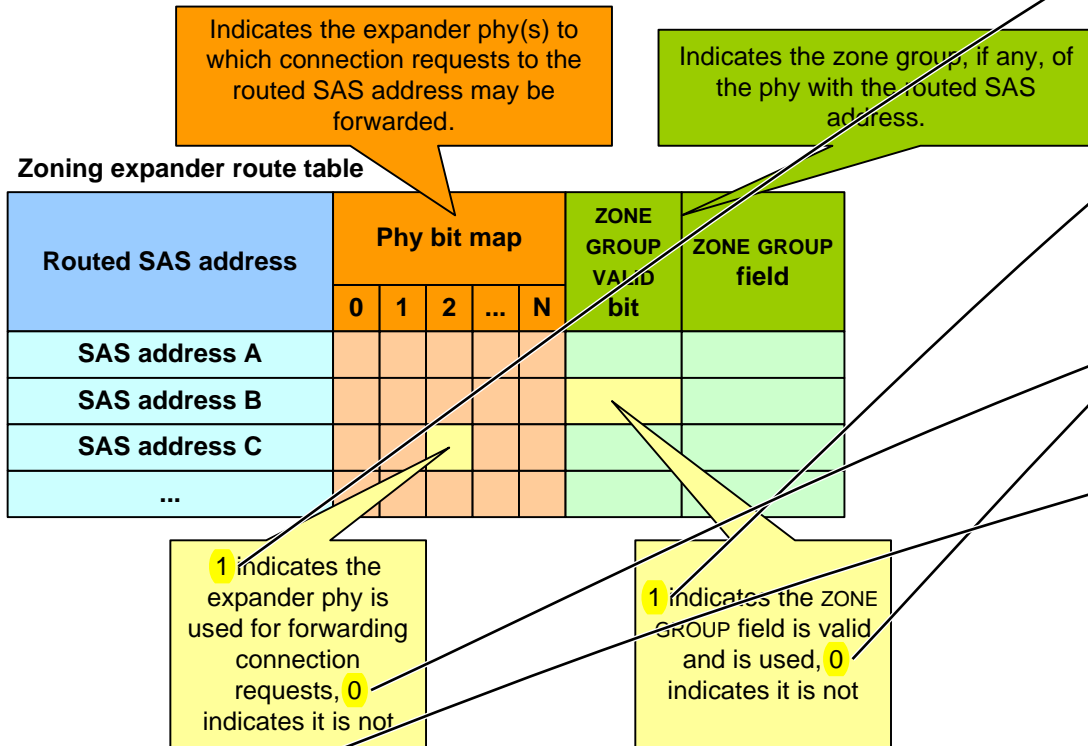 Indicates the expander phy(s) to
which connection requests to the
routed SAS address may be
forwarded.
Indicates the zone group, if any, of
the phy with the routed SAS
address.
Zoning expander route table
Routed SAS address
Phy bit map
0 1 2 ... N
ZONE
GROUP
VALID
bit
ZONE GROUP
field
SAS address A
SAS address B
SAS address C
...
1 indicates the
expander phy is
used for forwarding
connection
requests, 0
indicates it is not
1 indicates the ZONE
GROUP field is valid
and is used, 0
indicates it is not